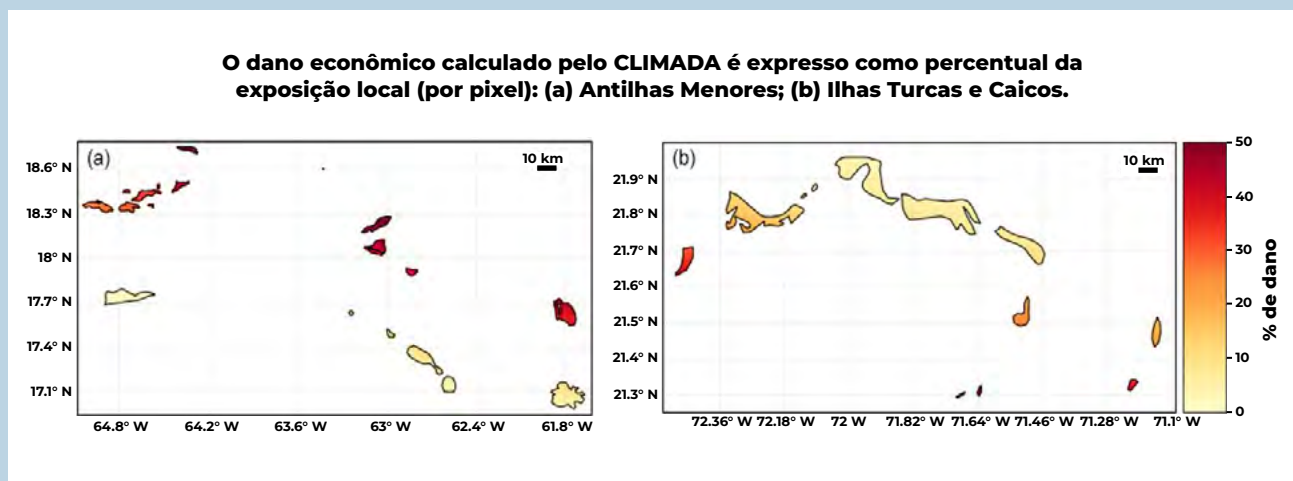 O dano econômico calculado pelo CLIMADA é expresso como percentual da
exposição local (por pixel): (a) Antilhas Menores; (b) Ilhas Turcas e Caicos.
(a)
10 km
18.6° N
18.3° N
18° N
17.7° N
17.4° N
17.1° N
64.8° W 64.2° W 63.6° W 63° W 62.4° W 61.8° W
(b)
10 km
21.9° N
21.8° N
21.7° N
21.6° N
21.5° N
21.4° N
21.3° N
72.36° W 72.18° W 72° W 71.82° W 71.64° W 71.46° W 71.28° W 71.1° W
50
40
30
20
10
0
% de dano